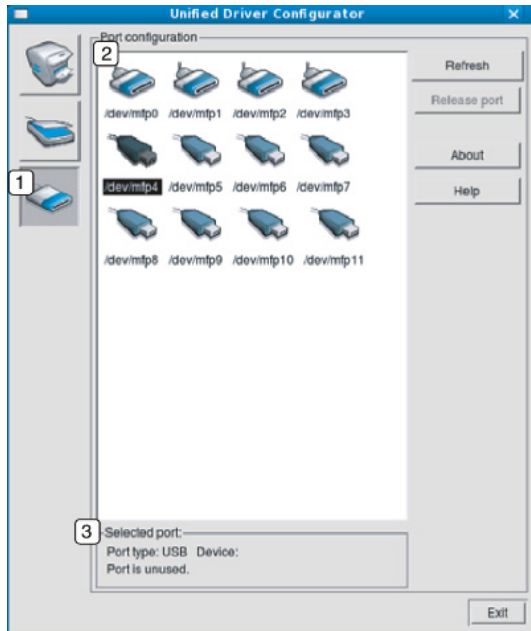 Unified Driver Configurator
Port configuration
2
/dev/mfp0 /dev/mfp1 /dev/mfp2 /dev/mfp3
/dev/mfp4 /dev/mfp5 /dev/mfp6 /dev/mfp7
/dev/mfp8 /dev/mfp9 /dev/mfp10 /dev/mfp11
Refresh
Release port
About
Help
1
3
Selected port:
Port type: USB Device:
Port is unused.
Exit